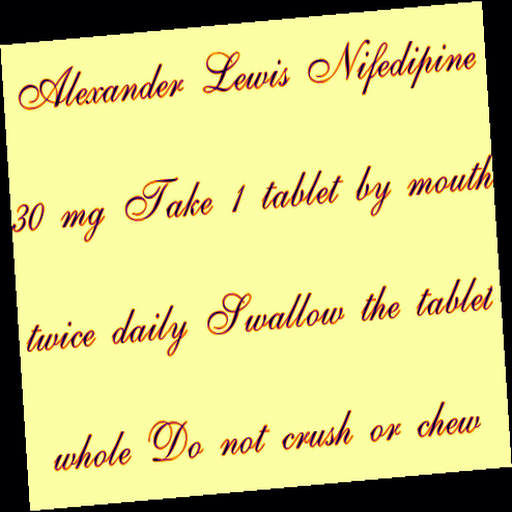 Alexander Lewis Nifedipine
30 mg Take 1 tablet by mouth
twice daily Swallow the tablet
whole Do not crush or chew